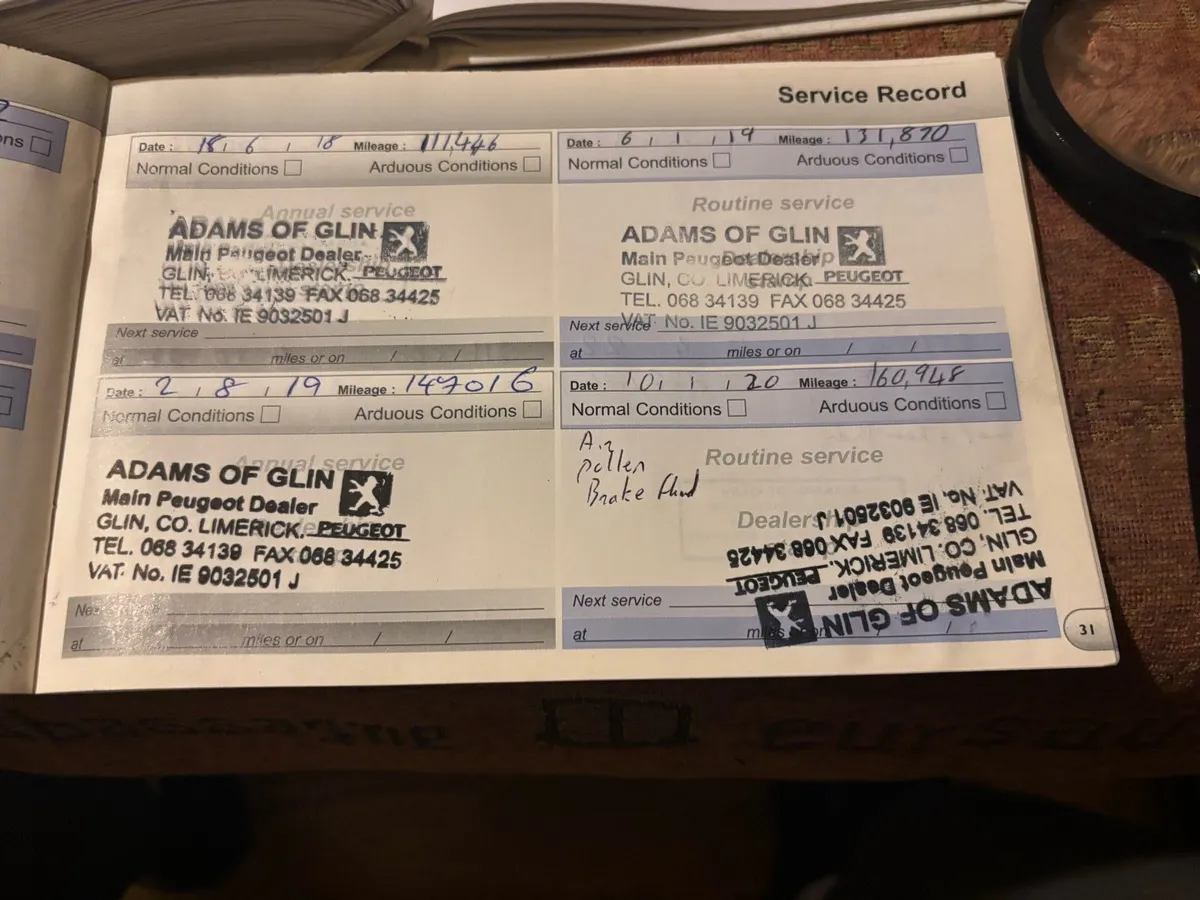 ons
Service Record
Date : 18 / 6 / 18 Mileage : 111,446
Normal Conditions Arduous Conditions
Annual service
ADAMS OF GLIN
Main Peugeot Dealer
GLIN, CO. LIMERICK. PEUGEOT
TEL. 068 34139 FAX 068 34425
VAT No. IE 9032501 J
Next service
at miles or on / /
Date : 6 / 1 / 19 Mileage : 131,870
Normal Conditions Arduous Conditions
Routine service
ADAMS OF GLIN
Main Peugeot Dealer
GLIN, CO LIMERICK. PEUGEOT
TEL. 068 34139 FAX 068 34425
VAT No. IE 9032501 J
Next service
at miles or on / /
Date : 2 / 8 / 19 Mileage : 147016
Normal Conditions Arduous Conditions
Annual service
ADAMS OF GLIN
Main Peugeot Dealer
GLIN, CO. LIMERICK. PEUGEOT
TEL. 068 34139 FAX 068 34425
VAT. No. IE 9032501 J
at miles or on / /
Date : 10 / 1 / 20 Mileage : 160,948
Normal Conditions Arduous Conditions
Air
Pollen
Brake Fluid
Routine service
ADAMS OF GLIN
Main Peugeot Dealer
GLIN, CO. LIMERICK. PEUGEOT
TEL. 068 34139 FAX 068 34425
VAT. No. IE 9032501 J
Next service
at
31